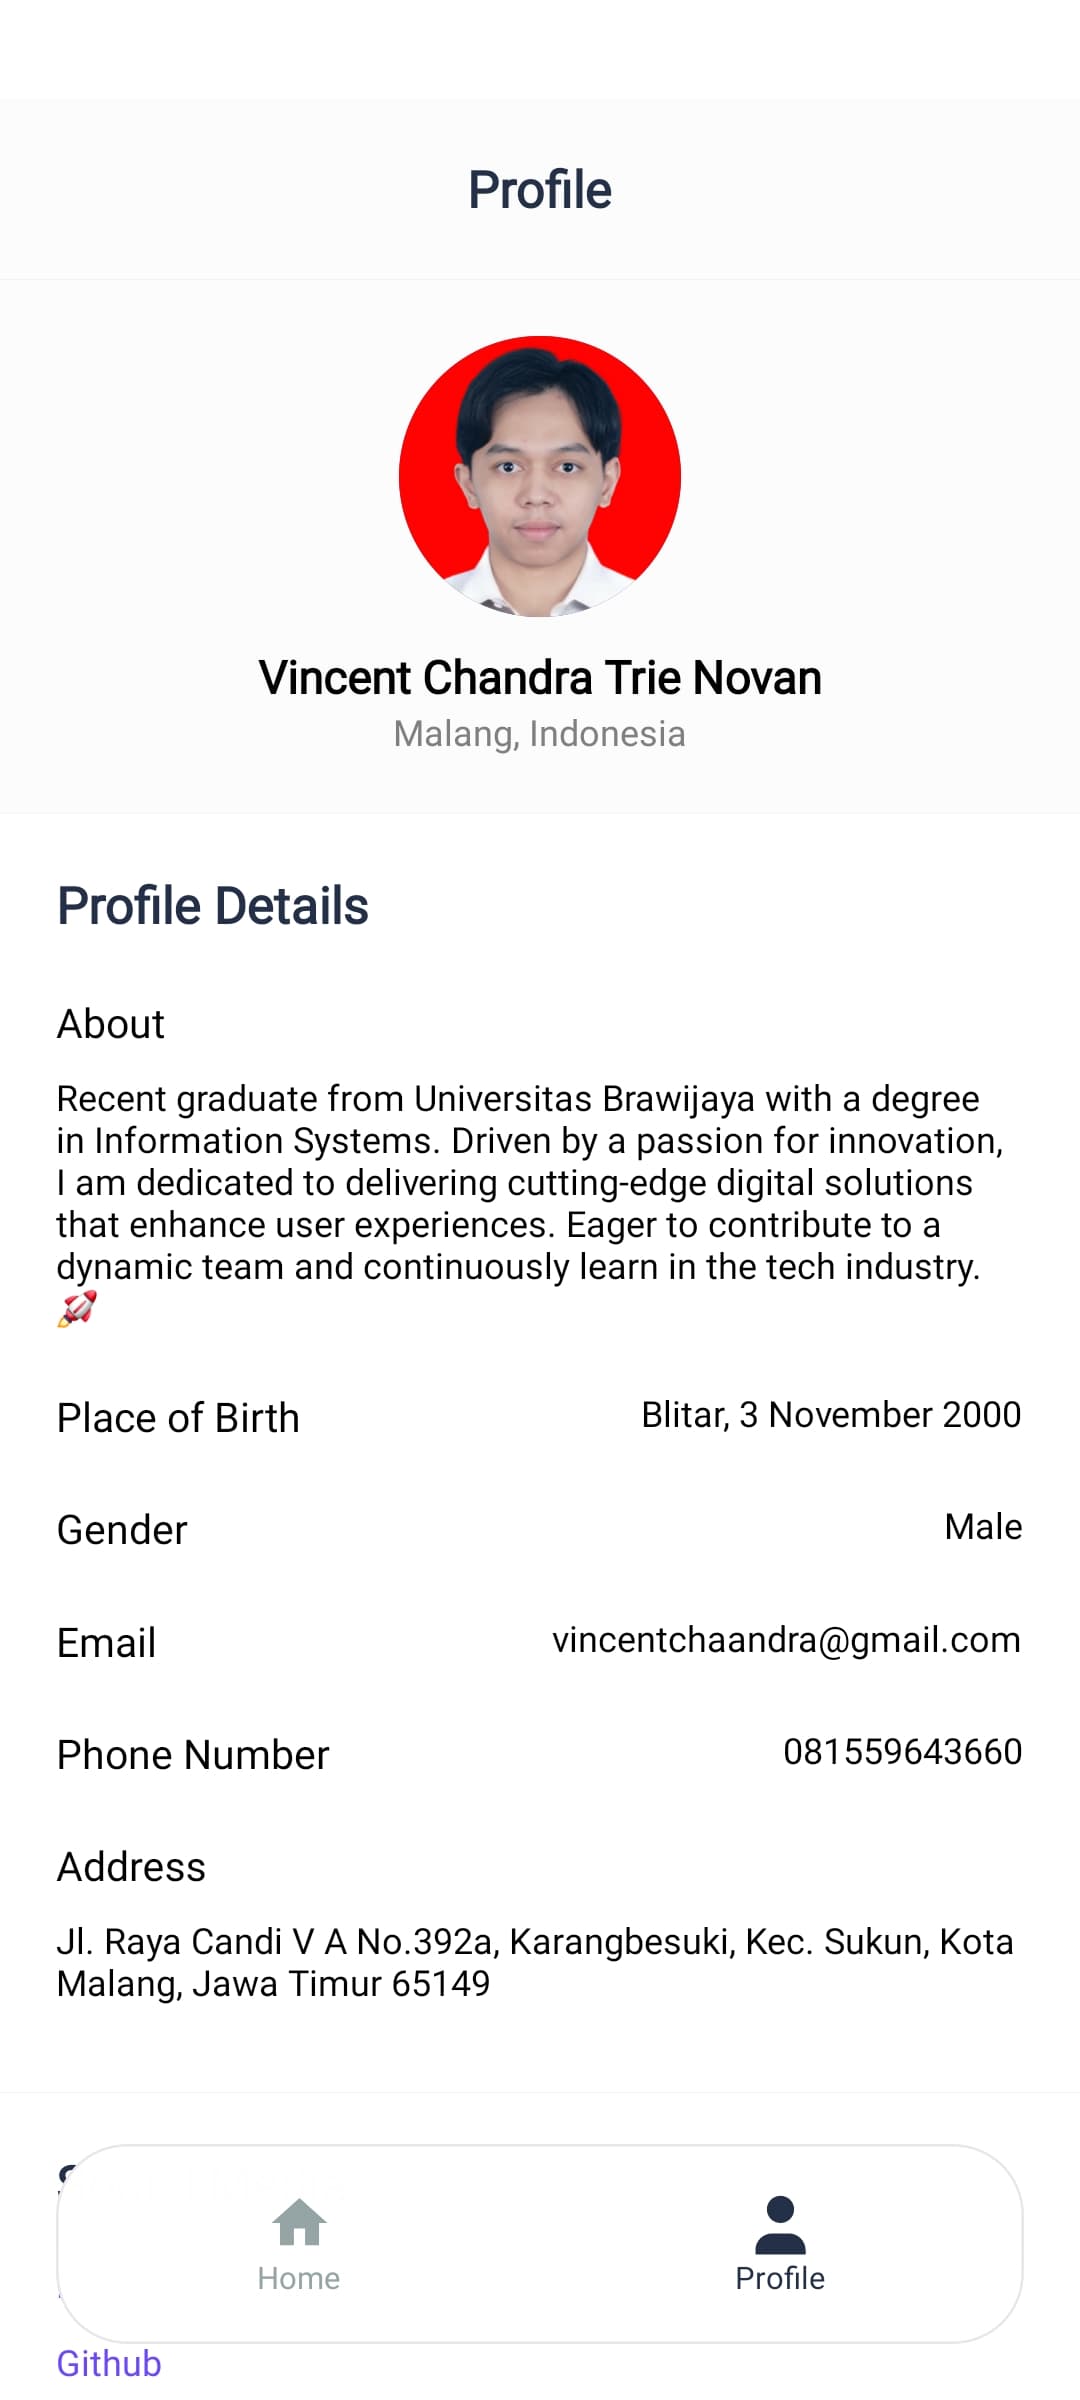 Profile
Vincent Chandra Trie Novan
Malang, Indonesia
Profile Details
About
Recent graduate from Universitas Brawijaya with a degree
in Information Systems. Driven by a passion for innovation,
I am dedicated to delivering cutting-edge digital solutions
that enhance user experiences. Eager to contribute to a
dynamic team and continuously learn in the tech industry.
🚀
Place of Birth Blitar, 3 November 2000
Gender Male
Email vincentchaandra@gmail.com
Phone Number 081559643660
Address
Jl. Raya Candi V A No.392a, Karangbesuki, Kec. Sukun, Kota
Malang, Jawa Timur 65149
Home Profile
Github